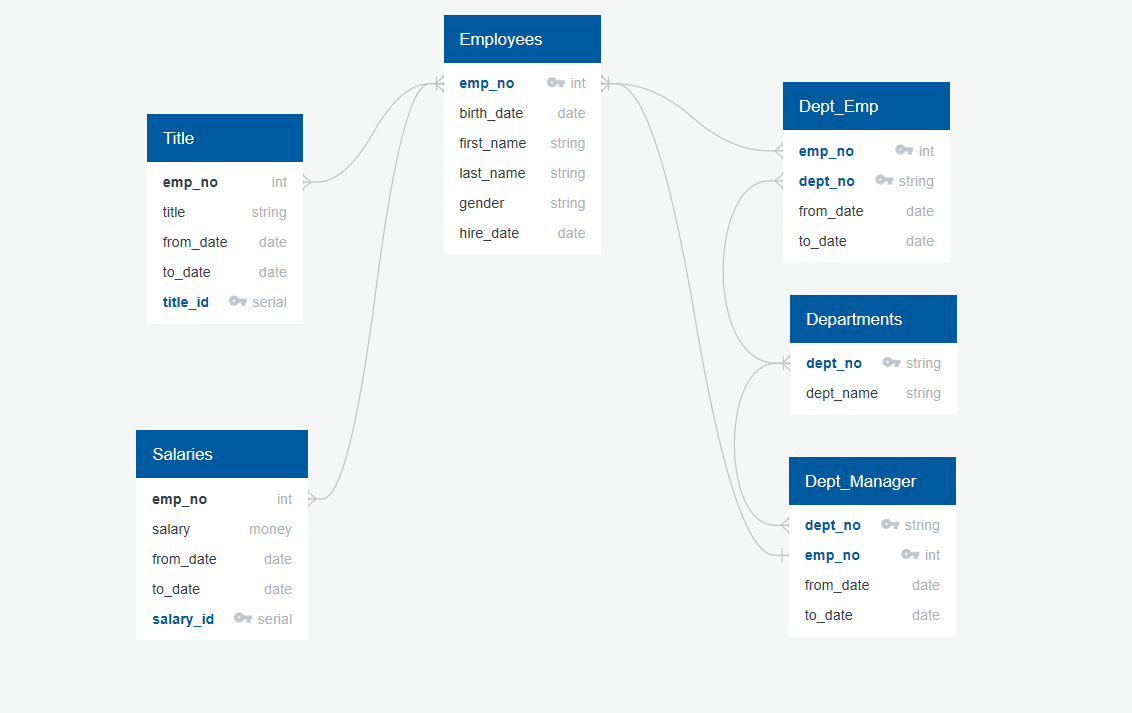 Employees
emp_no int
birth_date date
first_name string
last_name string
gender string
hire_date date
Title
emp_no int
title string
from_date date
to_date date
title_id serial
Salaries
emp_no int
salary money
from_date date
to_date date
salary_id serial
Dept_Emp
emp_no int
dept_no string
from_date date
to_date date
Departments
dept_no string
dept_name string
Dept_Manager
dept_no string
emp_no int
from_date date
to_date date